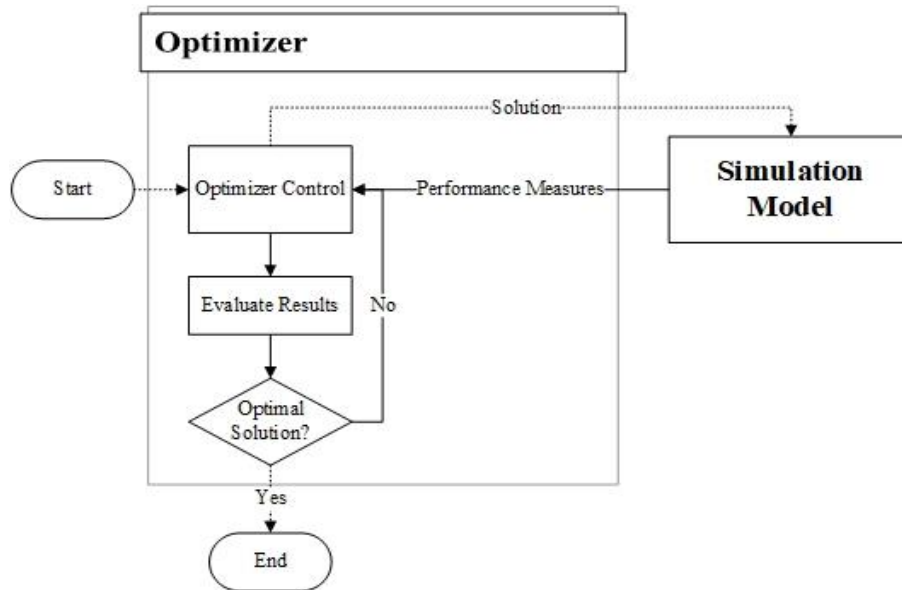 Optimizer
Solution
Start
Optimizer Control
Performance Measures
Simulation
Model
Evaluate Results
No
Optimal
Solution?
Yes
End